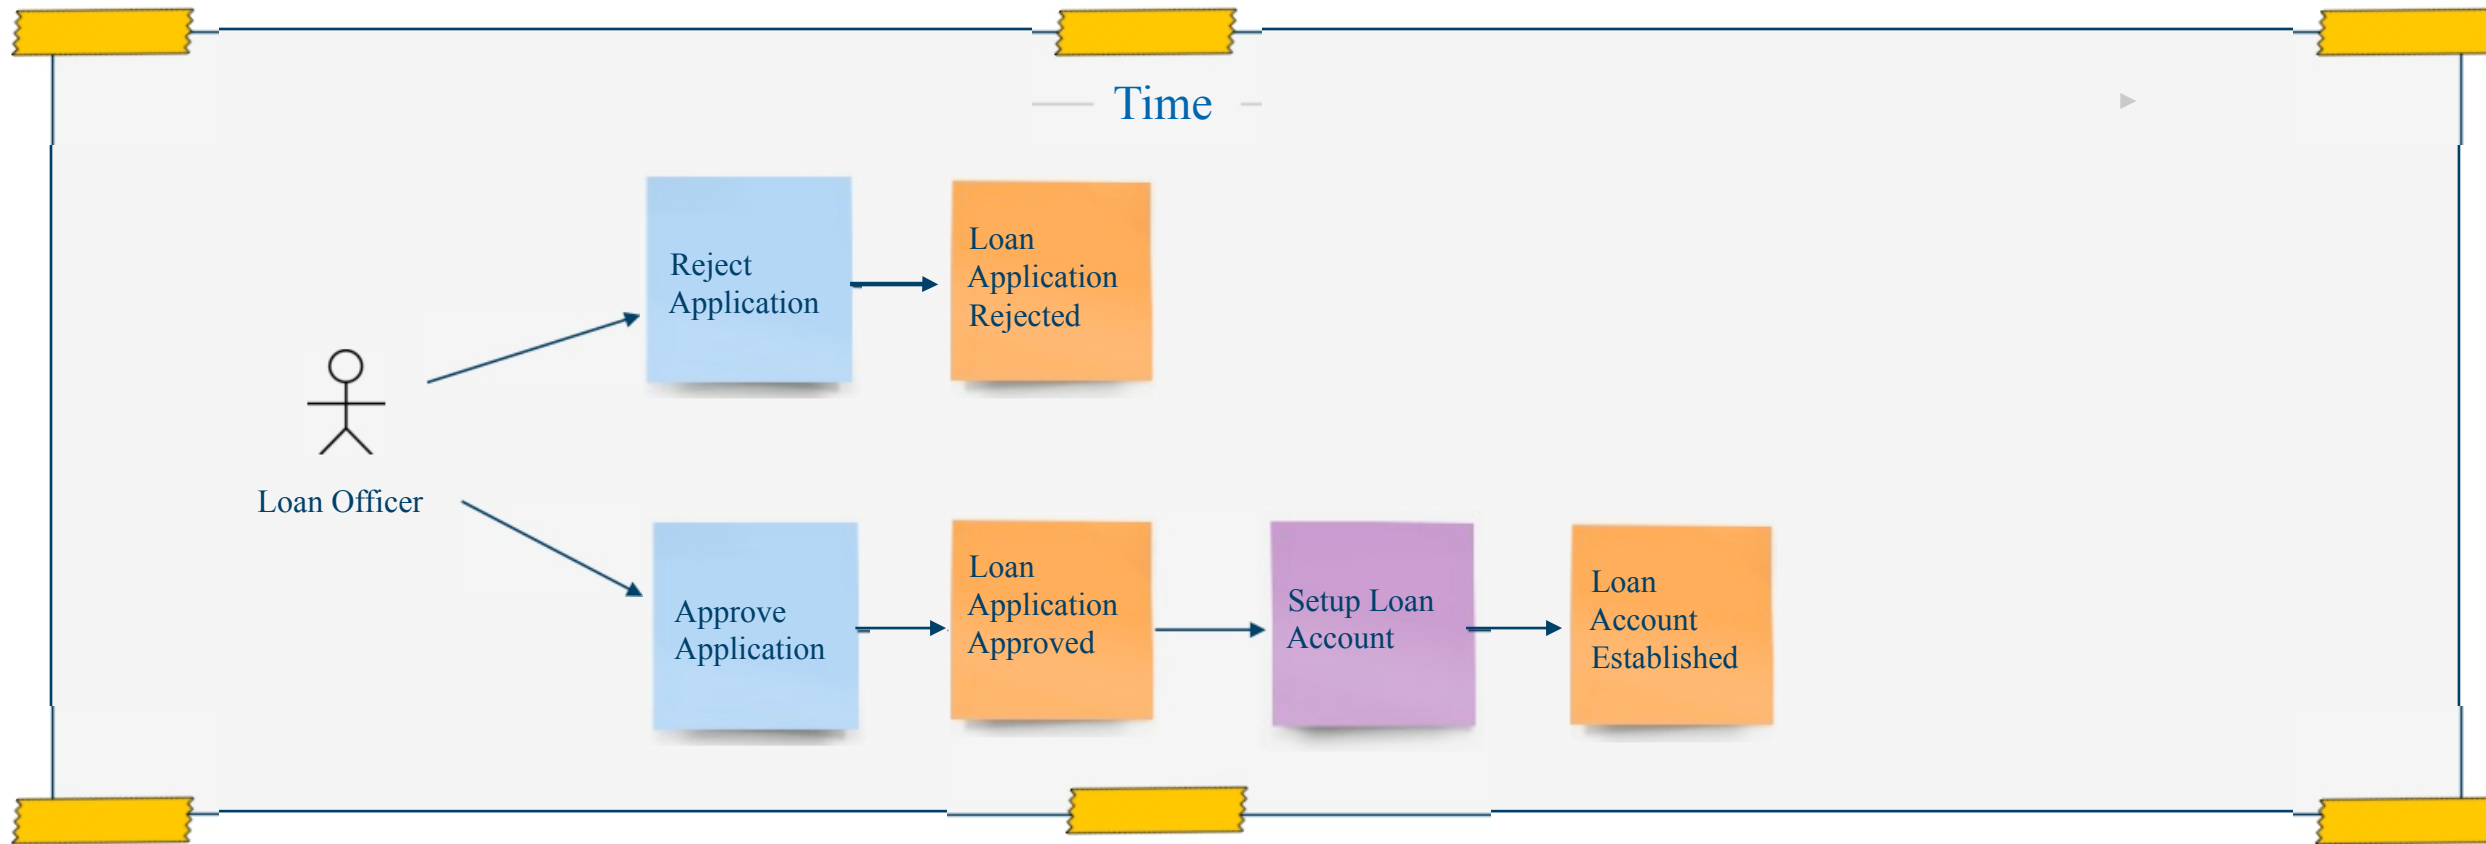 Time
Reject
Application
Loan
Application
Rejected
Loan Officer
Approve
Application
Loan
Application
Approved
Setup Loan
Account
Loan
Account
Established